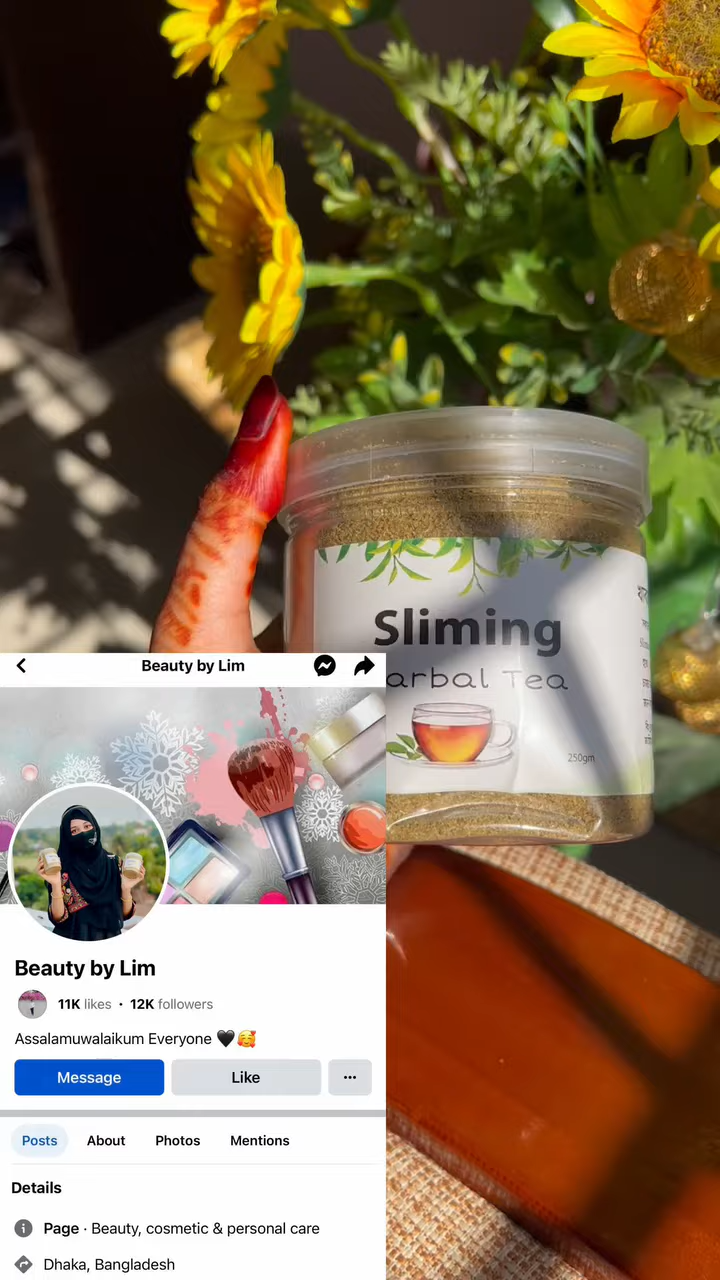 Sliming
arbal Tea
250gm
Beauty by Lim
Beauty by Lim
11K likes · 12K followers
Assalamuwalaikum Everyone 🖤🥰
Message
Like
Posts
About
Photos
Mentions
Details
Page · Beauty, cosmetic & personal care
Dhaka, Bangladesh